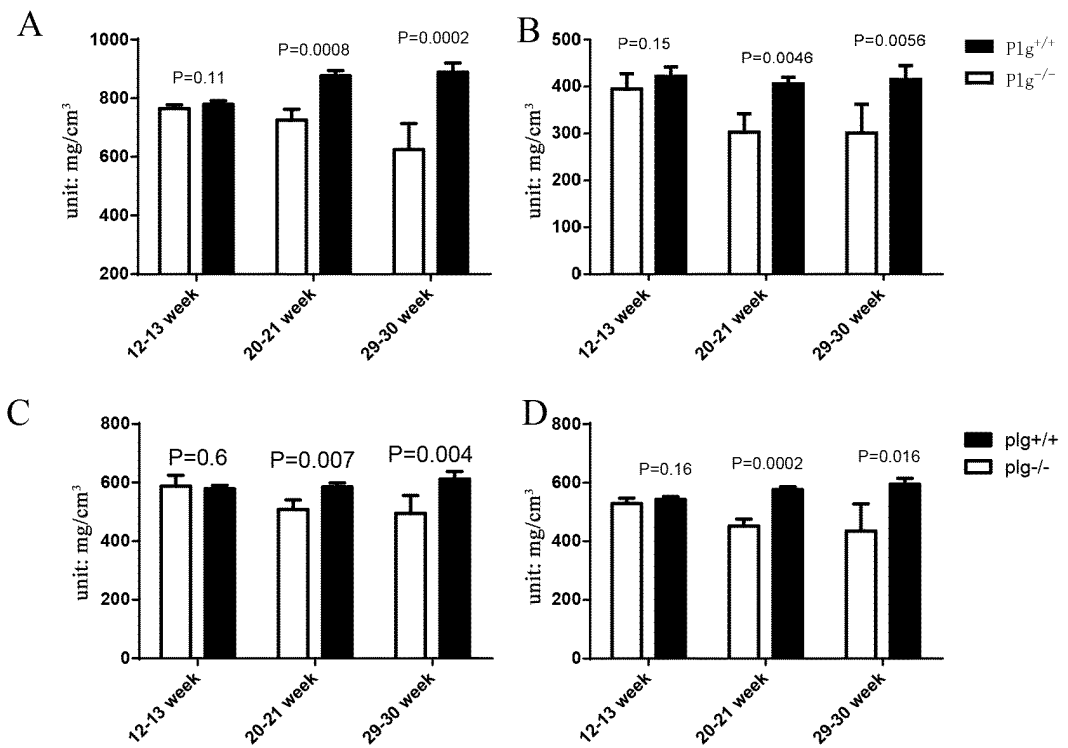 A
unit: mg/cm³
1000
800
600
400
200
P=0.11
P=0.0008
P=0.0002
12-13 week
20-21 week
29-30 week
B
unit: mg/cm³
500
400
300
200
100
0
P=0.15
P=0.0046
P=0.0056
12-13 week
20-21 week
29-30 week
Plg⁺/⁺
Plg⁻/⁻
C
unit: mg/cm³
800
600
400
200
0
P=0.6
P=0.007
P=0.004
12-13 week
20-21 week
29-30 week
D
unit: mg/cm³
800
600
400
200
0
P=0.16
P=0.0002
P=0.016
12-13 week
20-21 week
29-30 week
plg+/+
plg-/-